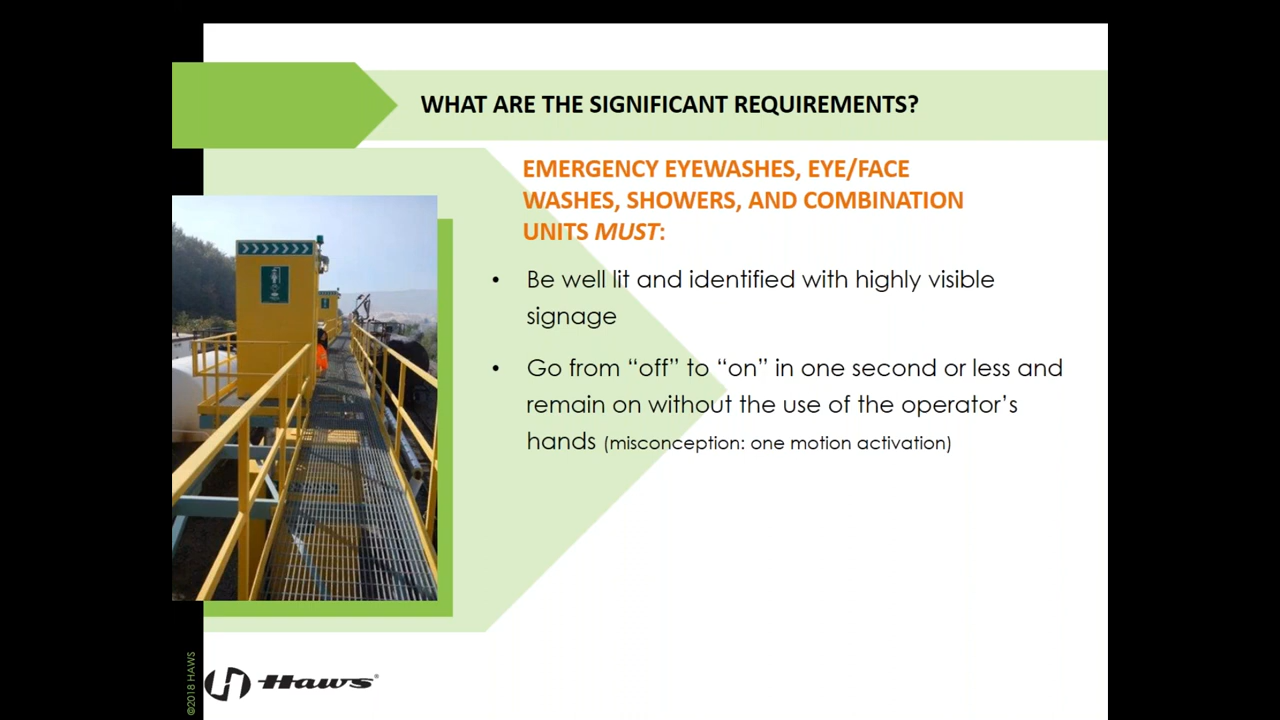 WHAT ARE THE SIGNIFICANT REQUIREMENTS?
EMERGENCY EYEWASHES, EYE/FACE
WASHES, SHOWERS, AND COMBINATION
UNITS MUST:
• Be well lit and identified with highly visible
signage
• Go from “off” to “on” in one second or less and
remain on without the use of the operator’s
hands (misconception: one motion activation)
©2018 HAWS
Haws®